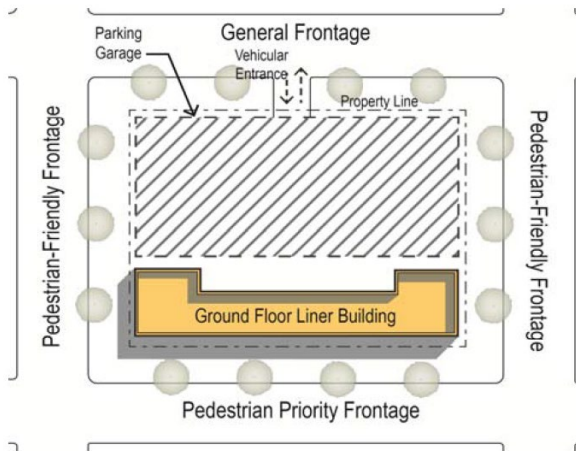 General Frontage
Parking
Garage
Vehicular
Entrance
Property Line
Pedestrian-Friendly Frontage
Pedestrian-Friendly Frontage
Ground Floor Liner Building
Pedestrian Priority Frontage